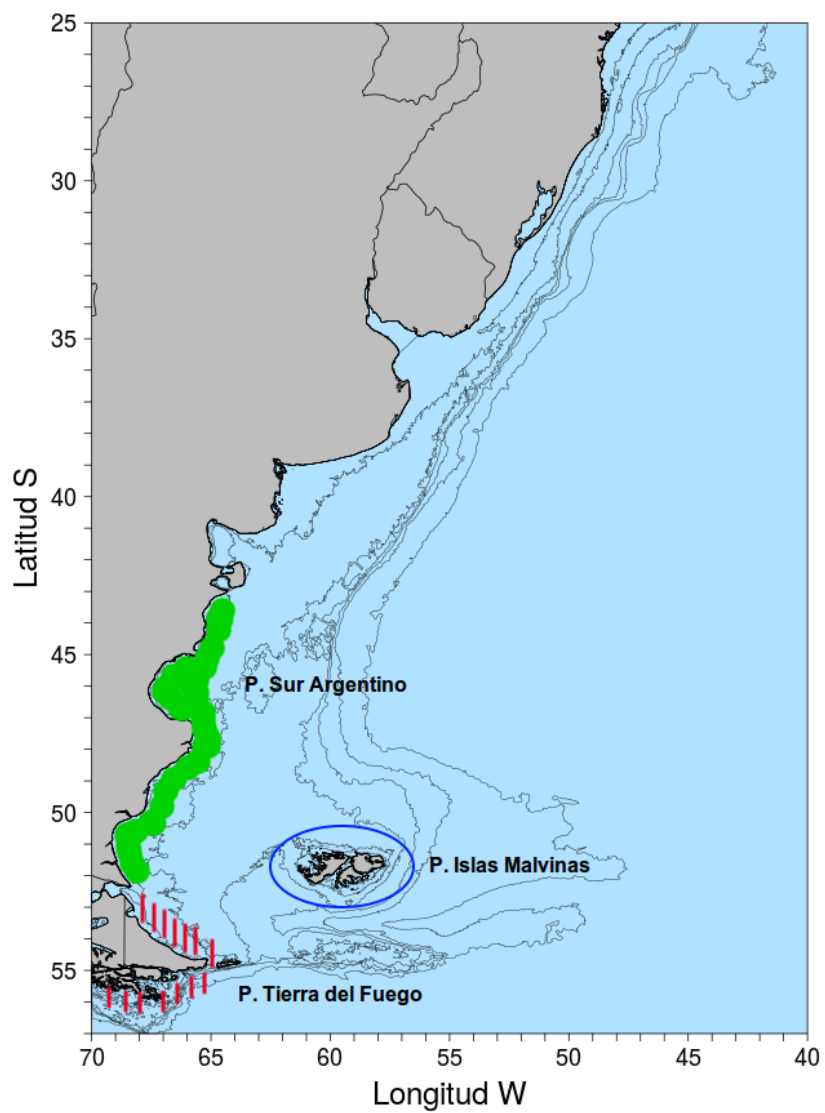 25
30
35
40
45
50
55
Latitud S
P. Sur Argentino
P. Islas Malvinas
P. Tierra del Fuego
70 65 60 55 50 45 40
Longitud W